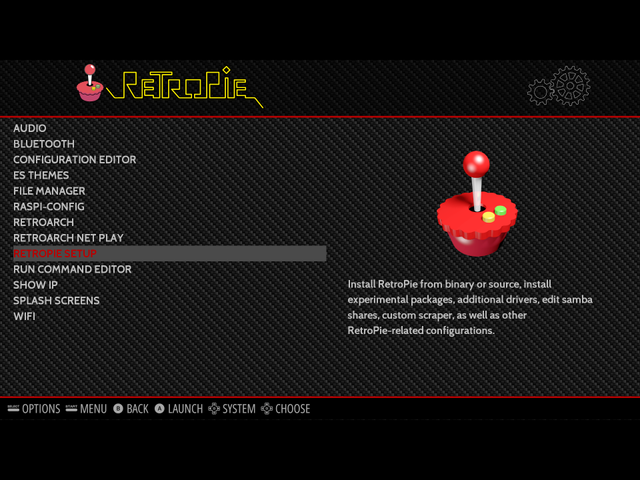 RETROPIE
AUDIO
BLUETOOTH
CONFIGURATION EDITOR
ES THEMES
FILE MANAGER
RASPI-CONFIG
RETROARCH
RETROARCH NET PLAY
RETROPIE SETUP
RUN COMMAND EDITOR
SHOW IP
SPLASH SCREENS
WIFI
Install RetroPie from binary or source, install
experimental packages, additional drivers, edit samba
shares, custom scraper, as well as other
RetroPie-related configurations.
SELECT OPTIONS START MENU B BACK A LAUNCH SYSTEM CHOOSE